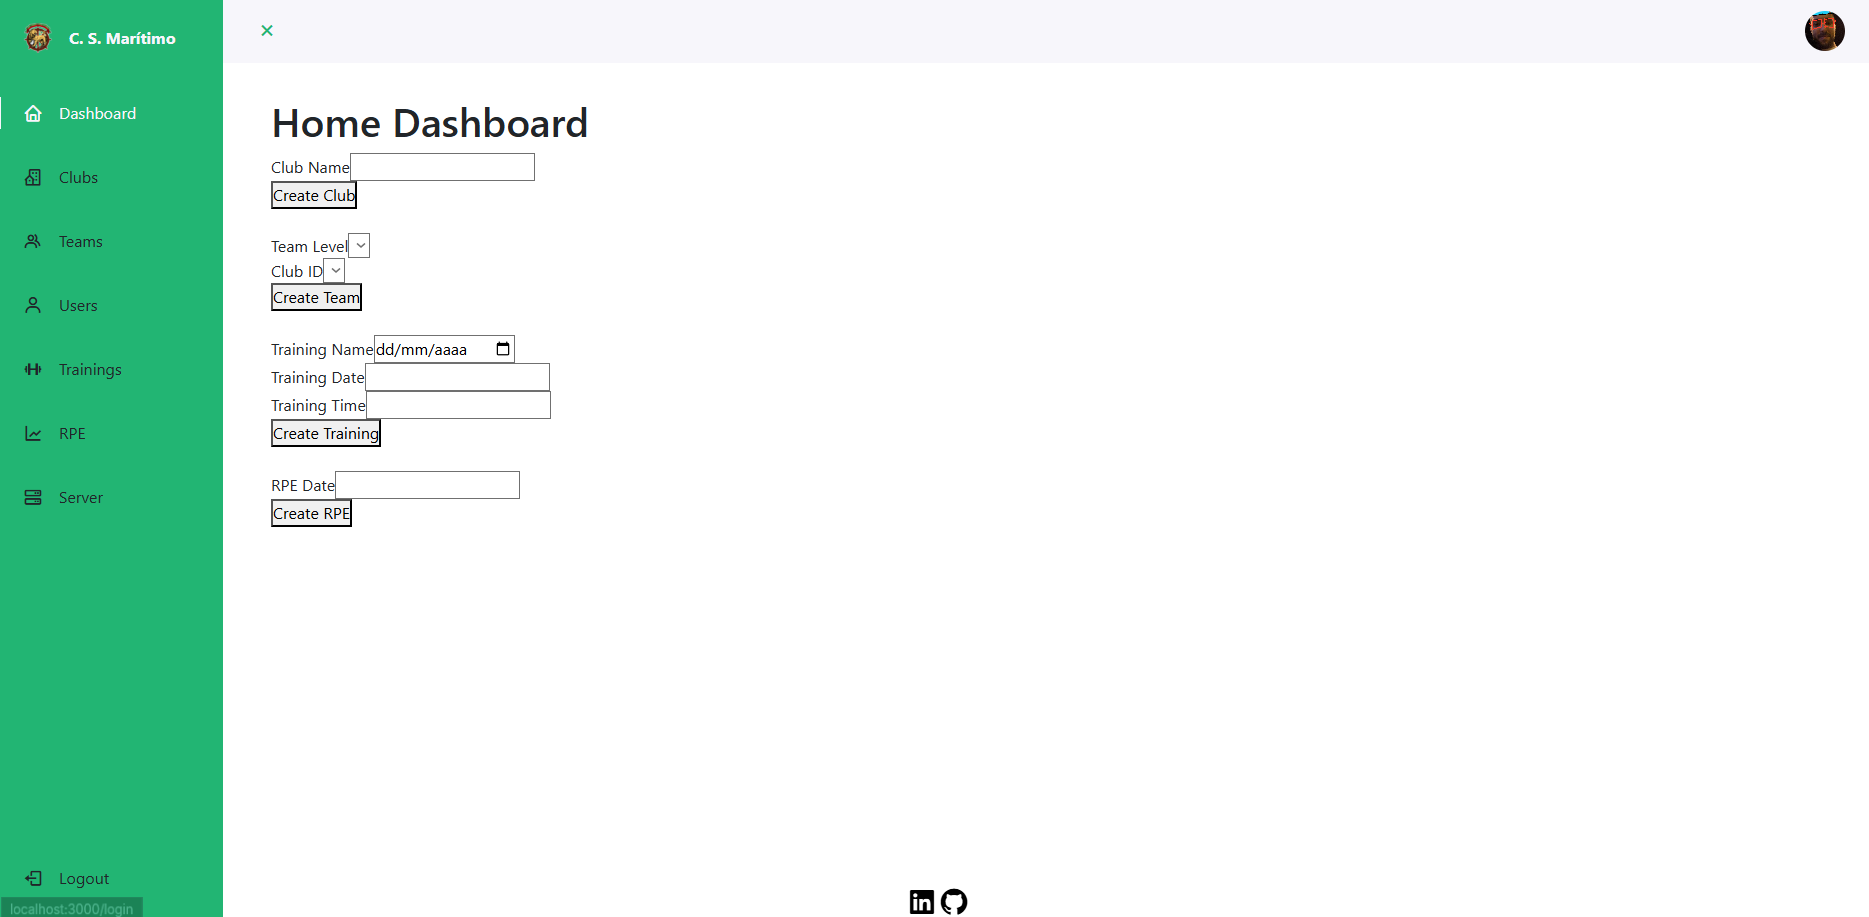 C. S. Marítimo
Dashboard
Clubs
Teams
Users
Trainings
RPE
Server
Logout
localhost:3000/login
Home Dashboard
Club Name
Create Club
Team Level
Club ID
Create Team
Training Name dd/mm/aaaa
Training Date
Training Time
Create Training
RPE Date
Create RPE
in